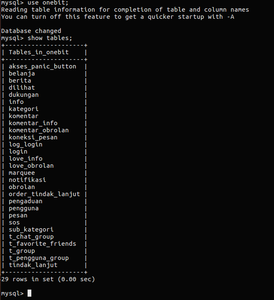 mysql> use onebit;
Reading table information for completion of table and column names
You can turn off this feature to get a quicker startup with -A

Database changed
mysql> show tables;
+---------------------+
| Tables_in_onebit    |
+---------------------+
| akses_panic_button  |
| belanja             |
| berita              |
| dilihat             |
| dukungan            |
| info                |
| kategori            |
| komentar            |
| komentar_info       |
| komentar_obrolan    |
| koneksi_pesan       |
| log_login           |
| login               |
| love_info           |
| love_obrolan        |
| marquee             |
| notifikasi          |
| obrolan             |
| order_tindak_lanjut |
| pengaduan           |
| pengguna            |
| pesan               |
| sos                 |
| sub_kategori        |
| t_chat_group        |
| t_favorite_friends  |
| t_group             |
| t_pengguna_group    |
| tindak_lanjut       |
+---------------------+
29 rows in set (0.00 sec)

mysql>